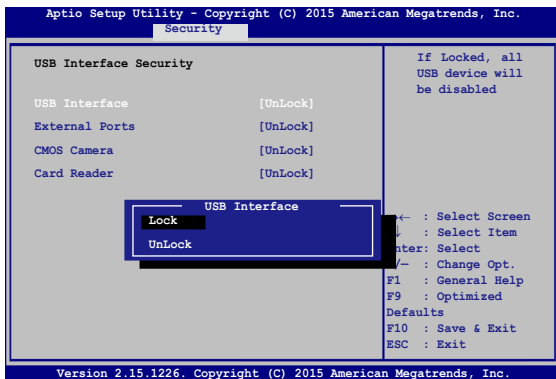 Aptio Setup Utility - Copyright (C) 2015 American Megatrends, Inc.
Security
USB Interface Security
USB Interface [UnLock]
External Ports [UnLock]
CMOS Camera [UnLock]
Card Reader [UnLock]
If Locked, all
USB device will
be disabled
USB Interface
Lock
UnLock
→← : Select Screen
↓ : Select Item
nter: Select
/— : Change Opt.
F1 : General Help
F9 : Optimized
Defaults
F10 : Save & Exit
ESC : Exit
Version 2.15.1226. Copyright (C) 2015 American Megatrends, Inc.